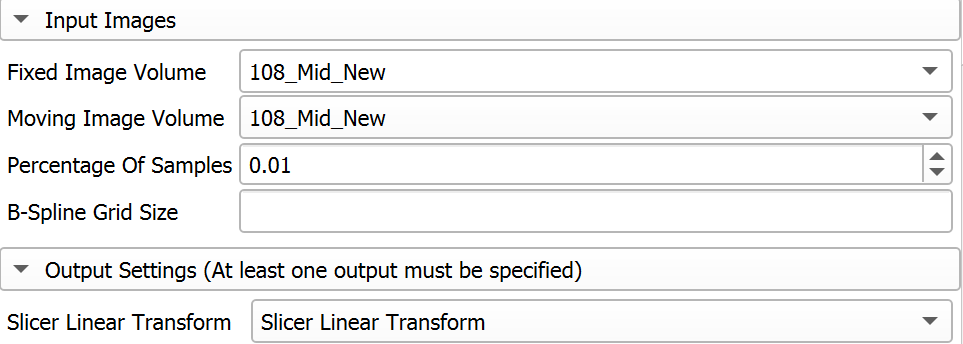 Input Images
Fixed Image Volume 108_Mid_New
Moving Image Volume 108_Mid_New
Percentage Of Samples 0.01
B-Spline Grid Size
Output Settings (At least one output must be specified)
Slicer Linear Transform Slicer Linear Transform